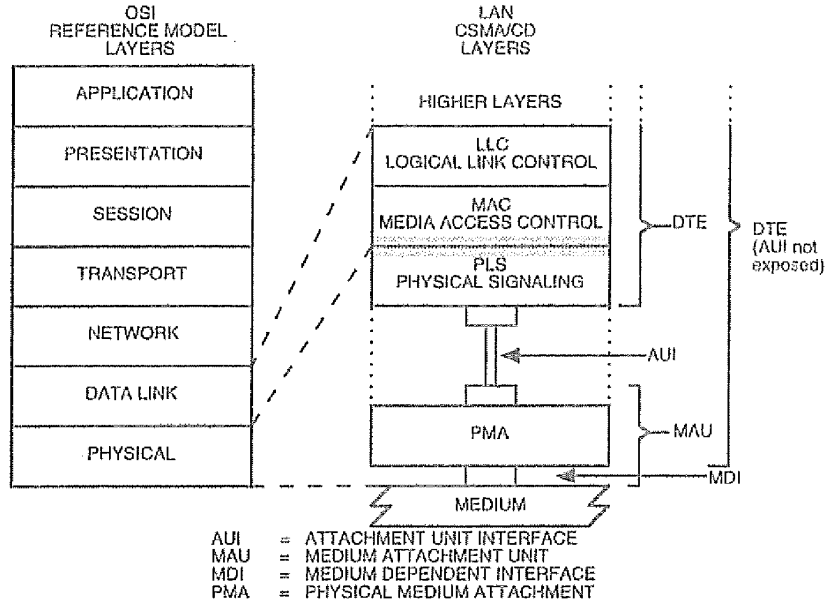 OSI
REFERENCE MODEL
LAYERS
APPLICATION
PRESENTATION
SESSION
TRANSPORT
NETWORK
DATA LINK
PHYSICAL
LAN
CSMA/CD
LAYERS
HIGHER LAYERS
LLC
LOGICAL LINK CONTROL
MAC
MEDIA ACCESS CONTROL
PLS
PHYSICAL SIGNALING
PMA
MEDIUM
DTE
DTE
(AUI not
exposed)
AUI
MAU
MDI
AUI = ATTACHMENT UNIT INTERFACE
MAU = MEDIUM ATTACHMENT UNIT
MDI = MEDIUM DEPENDENT INTERFACE
PMA = PHYSICAL MEDIUM ATTACHMENT